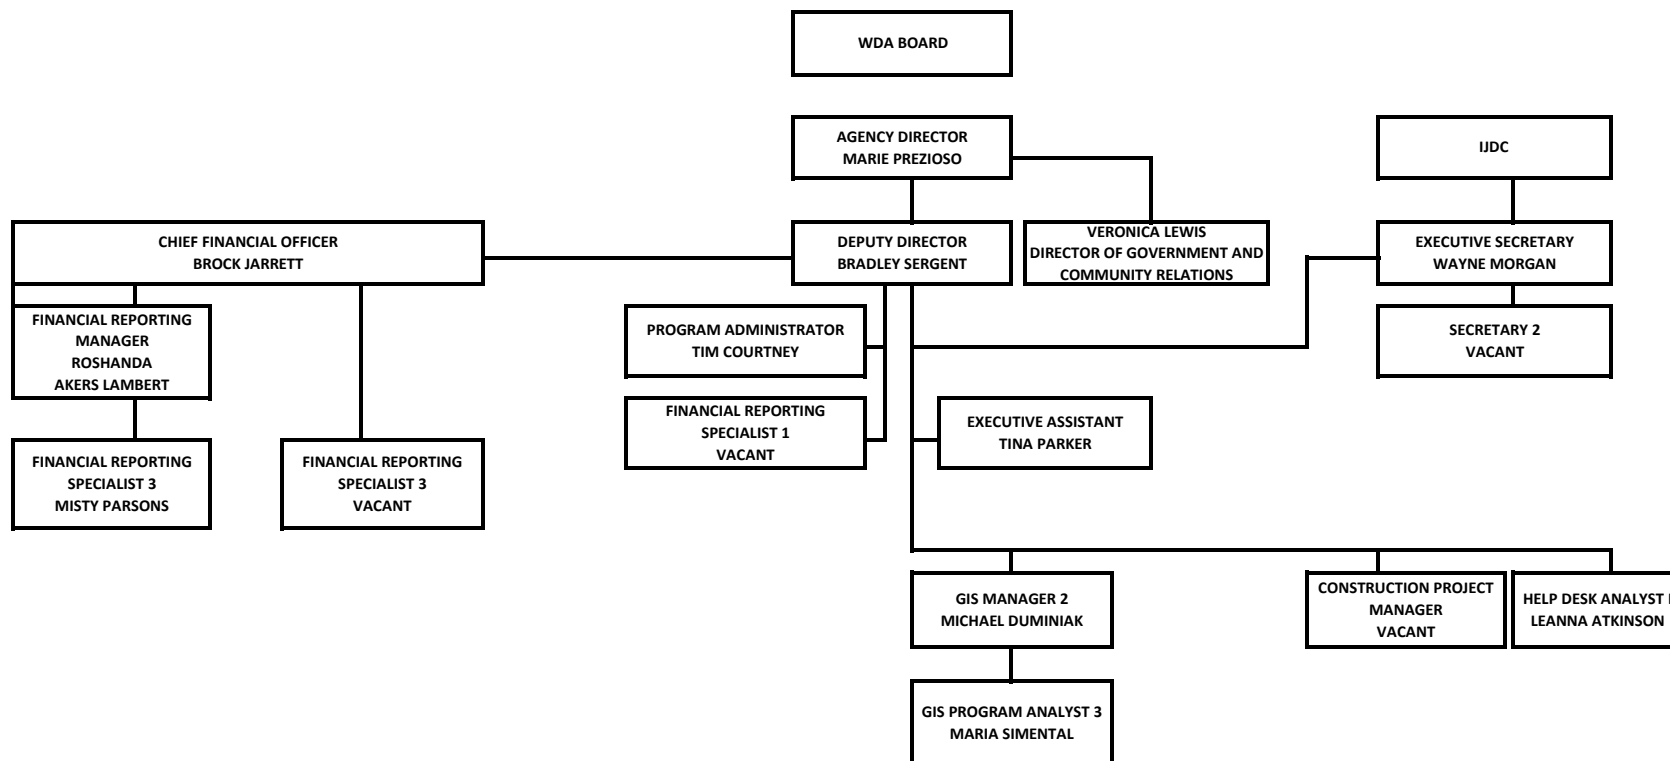 WDA BOARD
AGENCY DIRECTOR
MARIE PREZIOSO
IJDC
CHIEF FINANCIAL OFFICER
BROCK JARRETT
DEPUTY DIRECTOR
BRADLEY SERGENT
VERONICA LEWIS
DIRECTOR OF GOVERNMENT AND
COMMUNITY RELATIONS
EXECUTIVE SECRETARY
WAYNE MORGAN
FINANCIAL REPORTING
MANAGER
ROSHANDA
AKERS LAMBERT
PROGRAM ADMINISTRATOR
TIM COURTNEY
SECRETARY 2
VACANT
FINANCIAL REPORTING
SPECIALIST 1
VACANT
EXECUTIVE ASSISTANT
TINA PARKER
FINANCIAL REPORTING
SPECIALIST 3
MISTY PARSONS
FINANCIAL REPORTING
SPECIALIST 3
VACANT
GIS MANAGER 2
MICHAEL DUMINIAK
CONSTRUCTION PROJECT
MANAGER
VACANT
HELP DESK ANALYST
LEANNA ATKINSON
GIS PROGRAM ANALYST 3
MARIA SIMENTAL